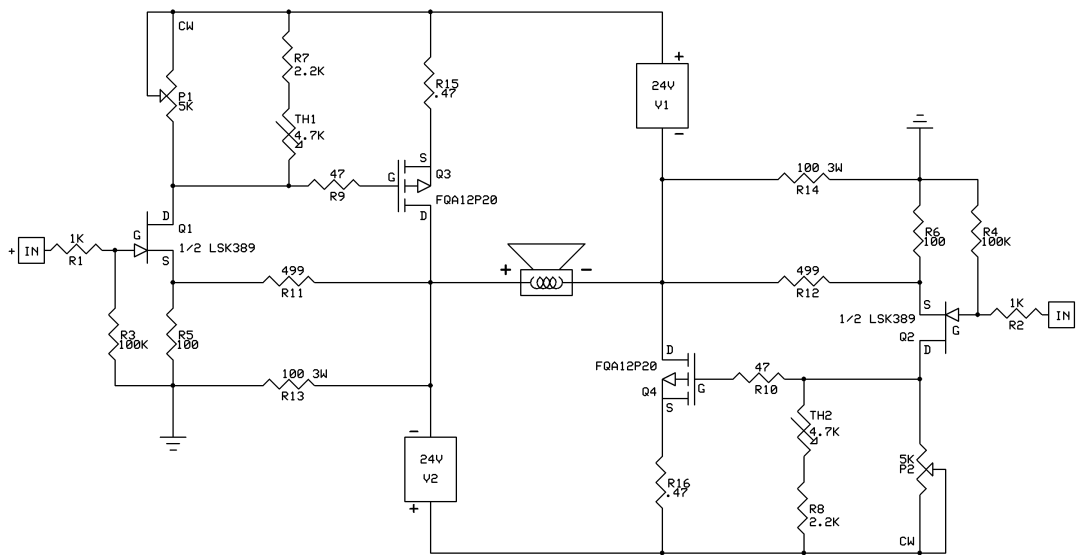 CW
R7
2.2K
R15
.47
+
24V
V1
-
P1
5K
TH1
4.7K
S
47
G
Q3
R9
FQA12P20
D
100 3W
R14
D
Q1
G
1/2 LSK389
1K
+ IN
R1
S
R6
100
R4
100K
499
R11
+
-
499
R12
S
1/2 LSK389
1K
IN
G
R2
Q2
D
R3
100K
R5
100
100 3W
R13
D
FQA12P20
47
Q4
G
R10
S
TH2
4.7K
-
24V
V2
+
R16
.47
5K
P2
R8
2.2K
CW